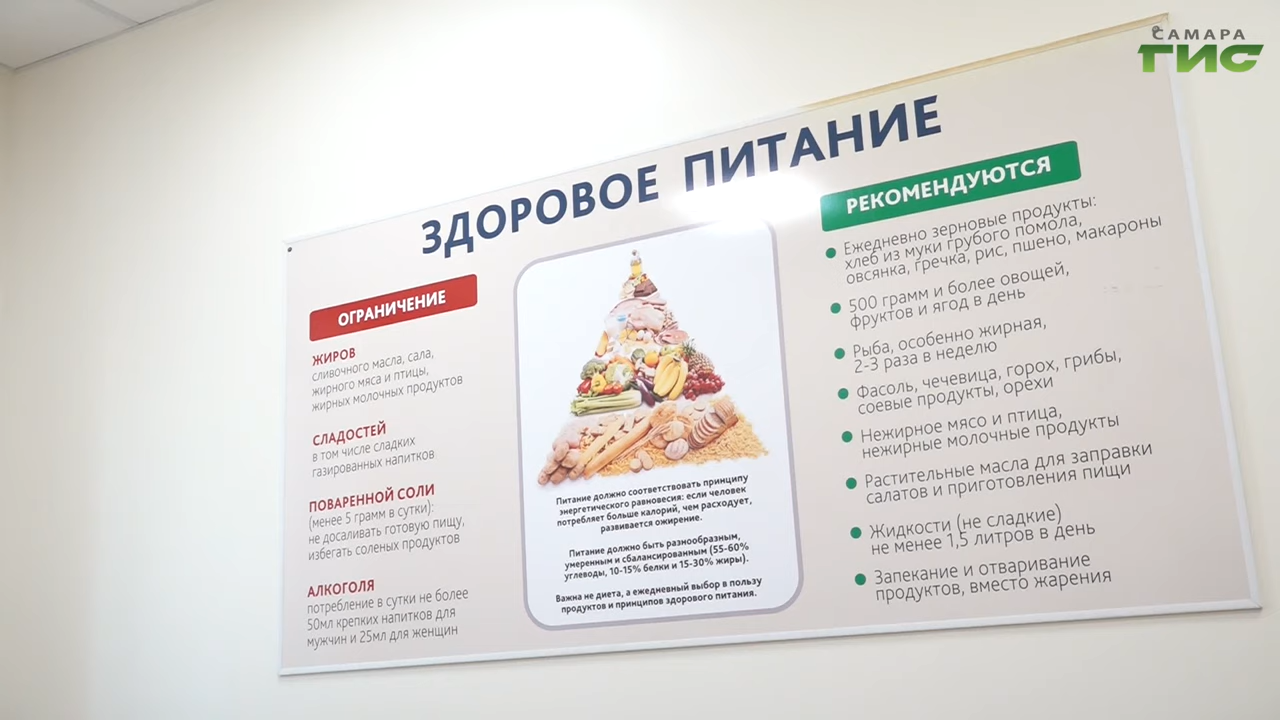 САМАРА
ГИС
ЗДОРОВОЕ ПИТАНИЕ
ОГРАНИЧЕНИЕ
ЖИРОВ
сливочного масла, сала,
жирного мяса и птицы,
жирных молочных продуктов
СЛАДОСТЕЙ
в том числе сладких
газированных напитков
ПОВАРЕННОЙ СОЛИ
(менее 5 грамм в сутки):
не досаливать готовую пищу,
избегать соленых продуктов
АЛКОГОЛЯ
потребление в сутки не более
50мл крепких напитков для
мужчин и 25мл для женщин
Питание должно соответствовать принципу
энергетического равновесия: если человек
потребляет больше калорий, чем расходует,
развивается ожирение.
Питание должно быть разнообразным,
умеренным и сбалансированным (55-60%
углеводы, 10-15% белки и 15-30% жиры).
Важна не диета, а ежедневный выбор в пользу
продуктов и принципов здорового питания.
РЕКОМЕНДУЮТСЯ
Ежедневно зерновые продукты:
хлеб из муки грубого помола,
овсянка, гречка, рис, пшено, макароны
500 грамм и более овощей,
фруктов и ягод в день
Рыба, особенно жирная,
2-3 раза в неделю
Фасоль, чечевица, горох, грибы,
соевые продукты, орехи
Нежирное мясо и птица,
нежирные молочные продукты
Растительные масла для заправки
салатов и приготовления пищи
Жидкости (не сладкие)
не менее 1,5 литров в день
Запекание и отваривание
продуктов, вместо жарения